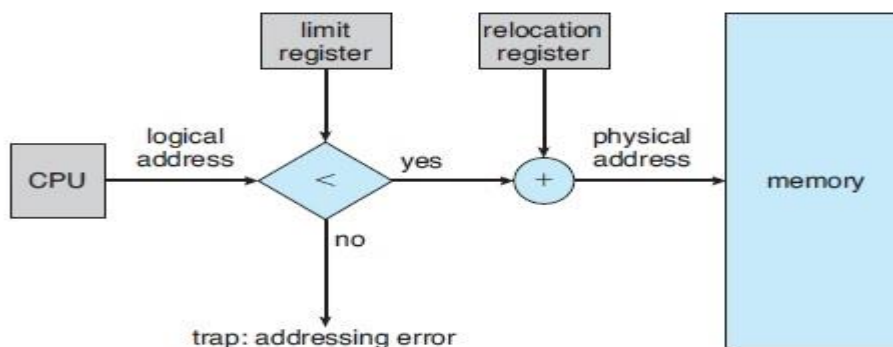 limit
register
relocation
register
logical
address
physical
address
CPU
<
yes
+
memory
no
trap: addressing error